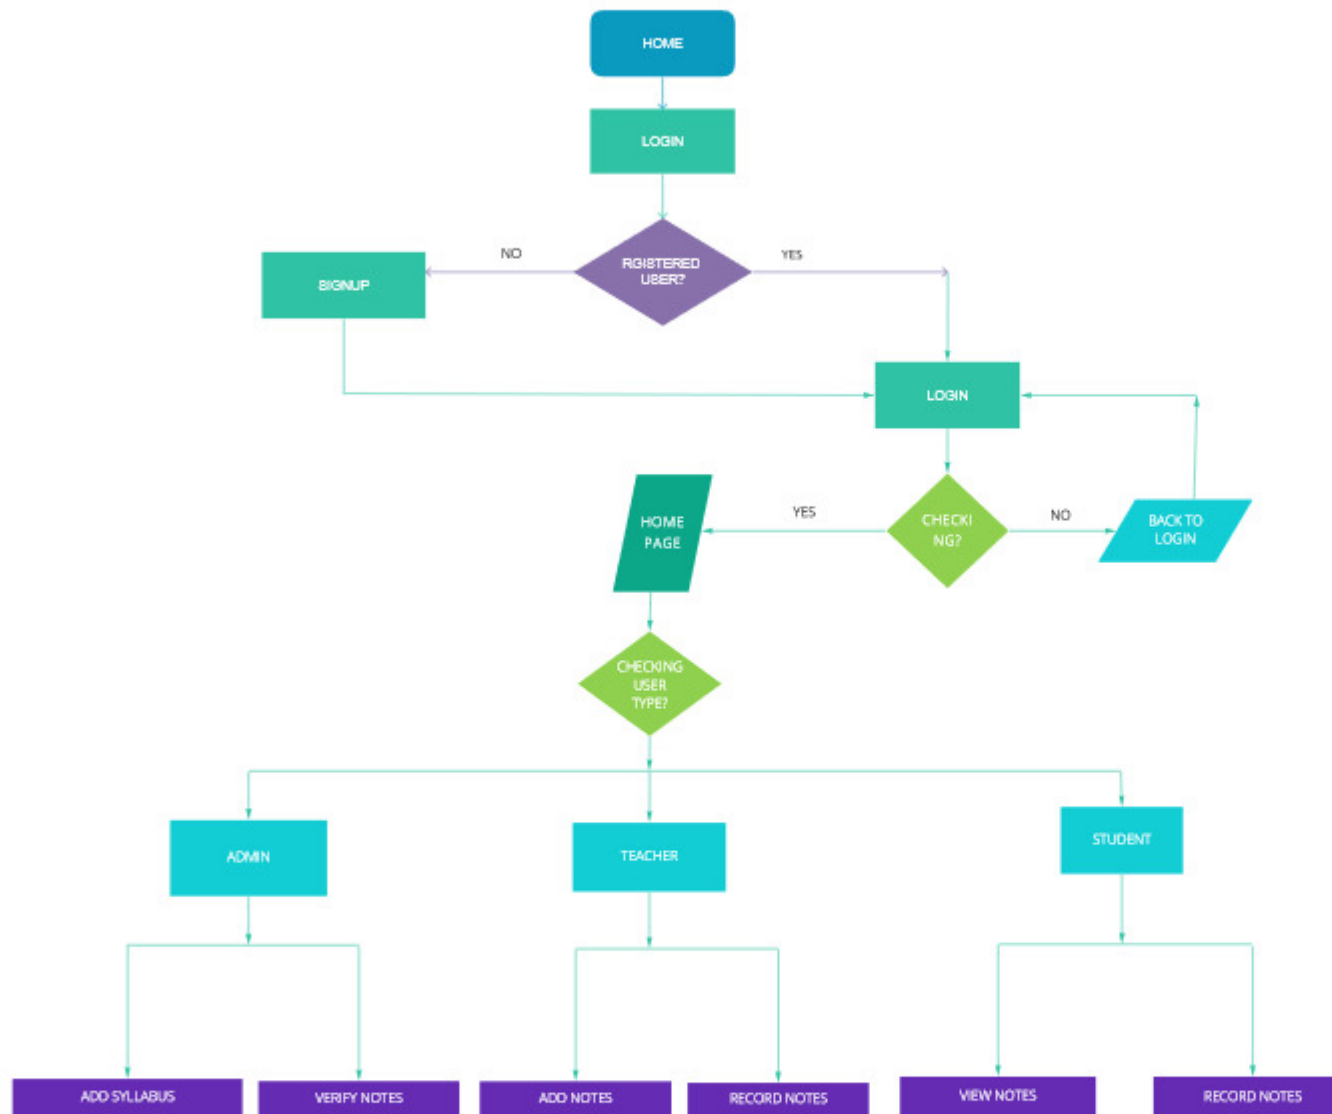 HOME
LOGIN
NO
YES
RGISTERED
USER?
SIGNUP
LOGIN
HOME
PAGE
YES
CHECKI
NG?
NO
BACK TO
LOGIN
CHECKING
USER
TYPE?
ADMIN
TEACHER
STUDENT
ADD SYLLABUS
VERIFY NOTES
ADD NOTES
RECORD NOTES
VIEW NOTES
RECORD NOTES